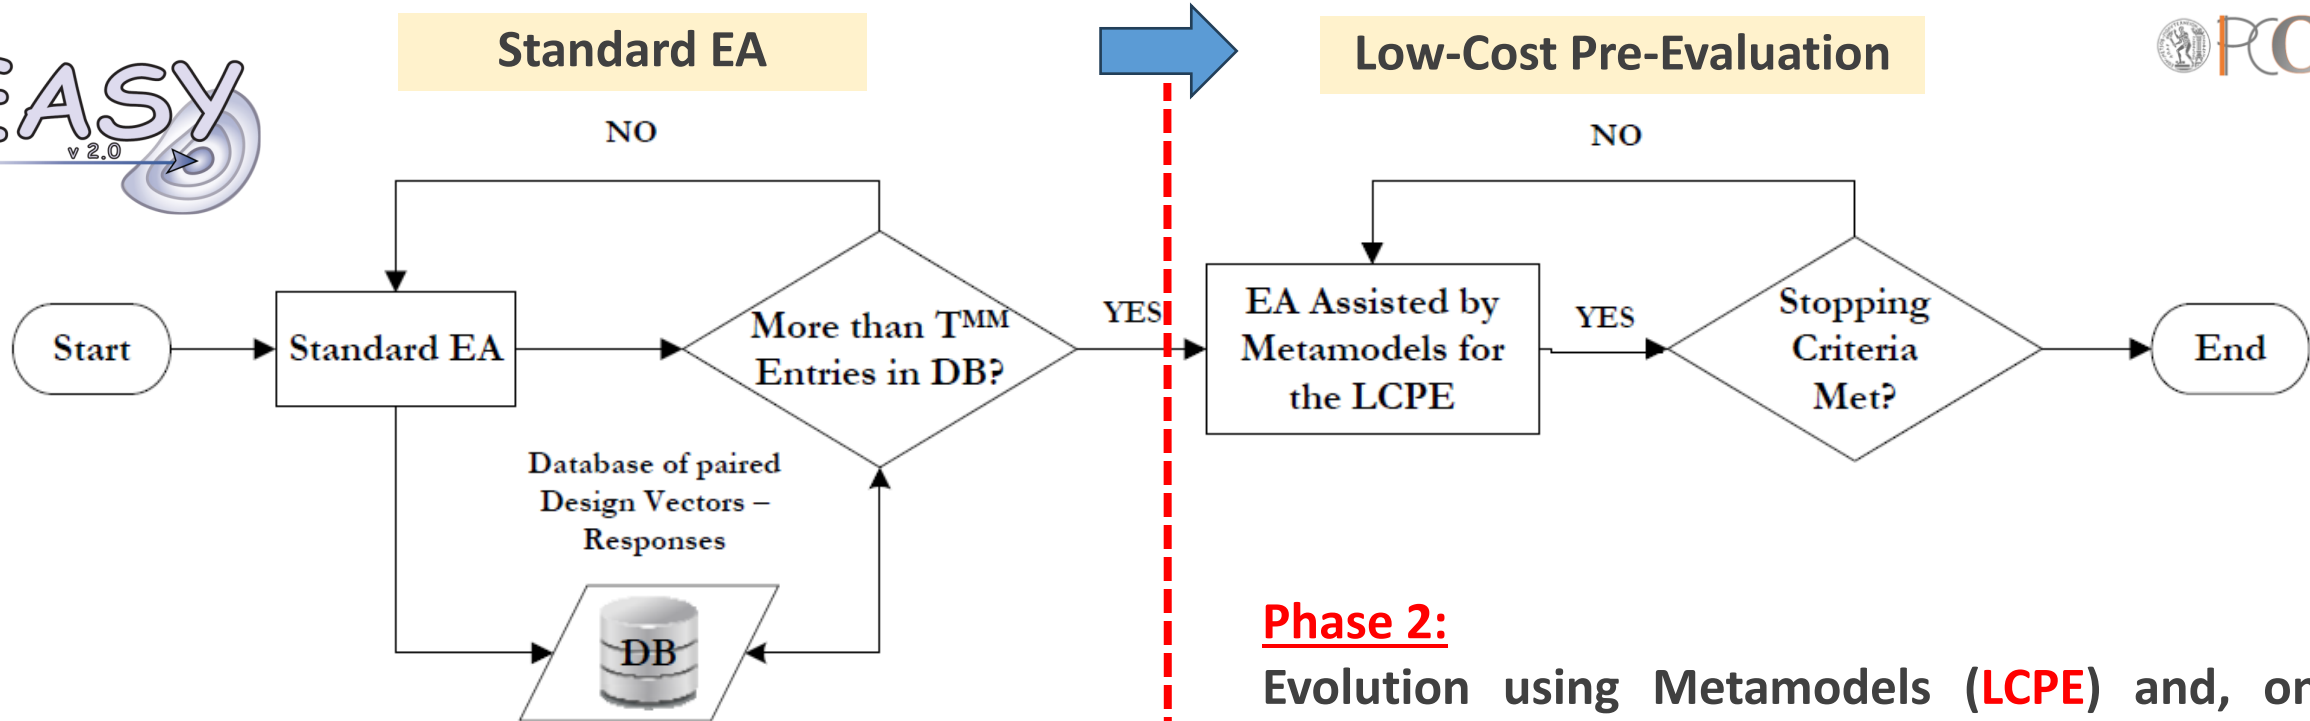 Standard EA
Low-Cost Pre-Evaluation
EASY
v 2.0
PCO
NO
NO
Start
Standard EA
More than Tᴹᴹ
Entries in DB?
YES
EA Assisted by
Metamodels for
the LCPE
YES
Stopping
Criteria
Met?
End
Database of paired
Design Vectors –
Responses
DB
Phase 2:
Evolution using Metamodels (LCPE) and, on